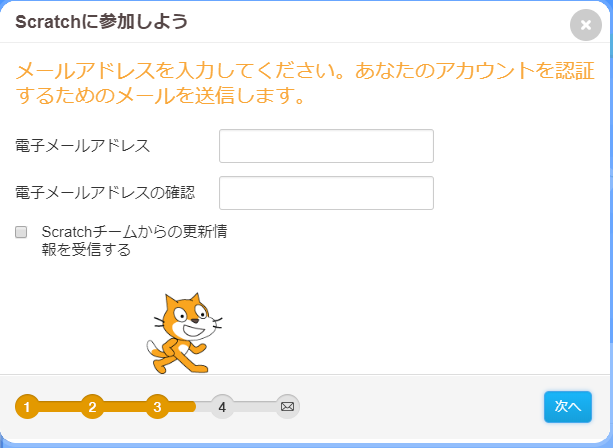 Scratchに参加しよう
メールアドレスを入力してください。あなたのアカウントを認証
するためのメールを送信します。
電子メールアドレス
電子メールアドレスの確認
Scratchチームからの更新情
報を受信する
1 2 3 4
次へ